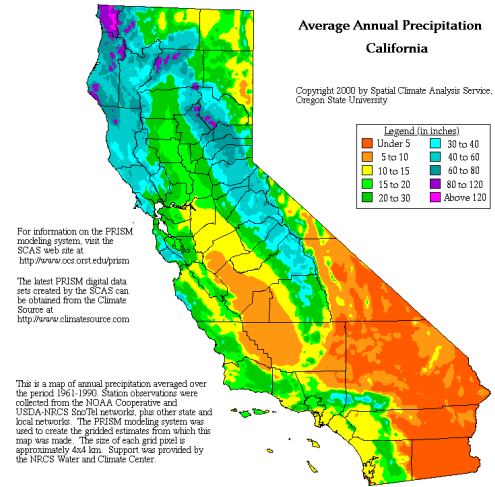 Average Annual Precipitation
California
Copyright 2000 by Spatial Climate Analysis Service,
Oregon State University
Legend (in inches)
Under 5
5 to 10
10 to 15
15 to 20
20 to 30
30 to 40
40 to 60
60 to 80
80 to 120
Above 120
For information on the PRISM
modeling system, visit the
SCAS web site at
http://www.ocs.orst.edu/prism
The latest PRISM digital data
sets created by the SCAS can
be obtained from the Climate
Source at
http://www.climatesource.com
This is a map of annual precipitation averaged over
the period 1961-1990. Station observations were
collected from the NOAA Cooperative and
USDA-NRCS SnoTel networks, plus other state and
local networks. The PRISM modeling system was
used to create the gridded estimates from which this
map was made. The size of each grid pixel is
approximately 4x4 km. Support was provided by
the NRCS Water and Climate Center.